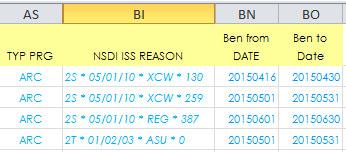 AS BI BN BO
TYP PRG NSDI ISS REASON Ben from DATE Ben to Date
ARC 2S * 05/01/10 * XCW * 130 20150416 20150430
ARC 2S * 05/01/10 * XCW * 259 20150501 20150531
ARC 2S * 05/01/10 * REG * 387 20150601 20150630
ARC 2T * 01/02/03 * ASU * 0 20150501 20150531